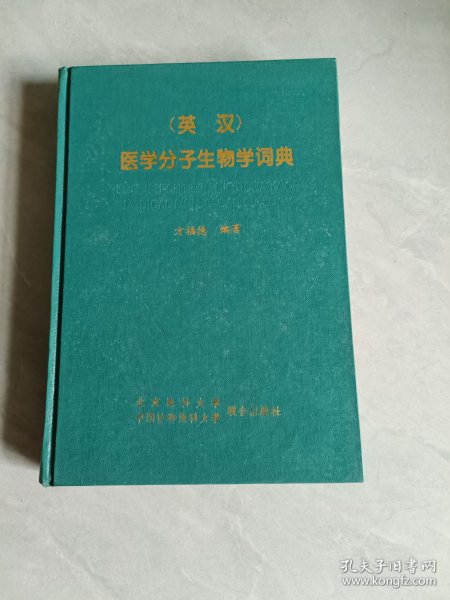 （英 汉）
医学分子生物学词典
方福德 编著
北京医科大学
中国协和医科大学 联合出版社
孔夫子旧书网
www.kongfz.com